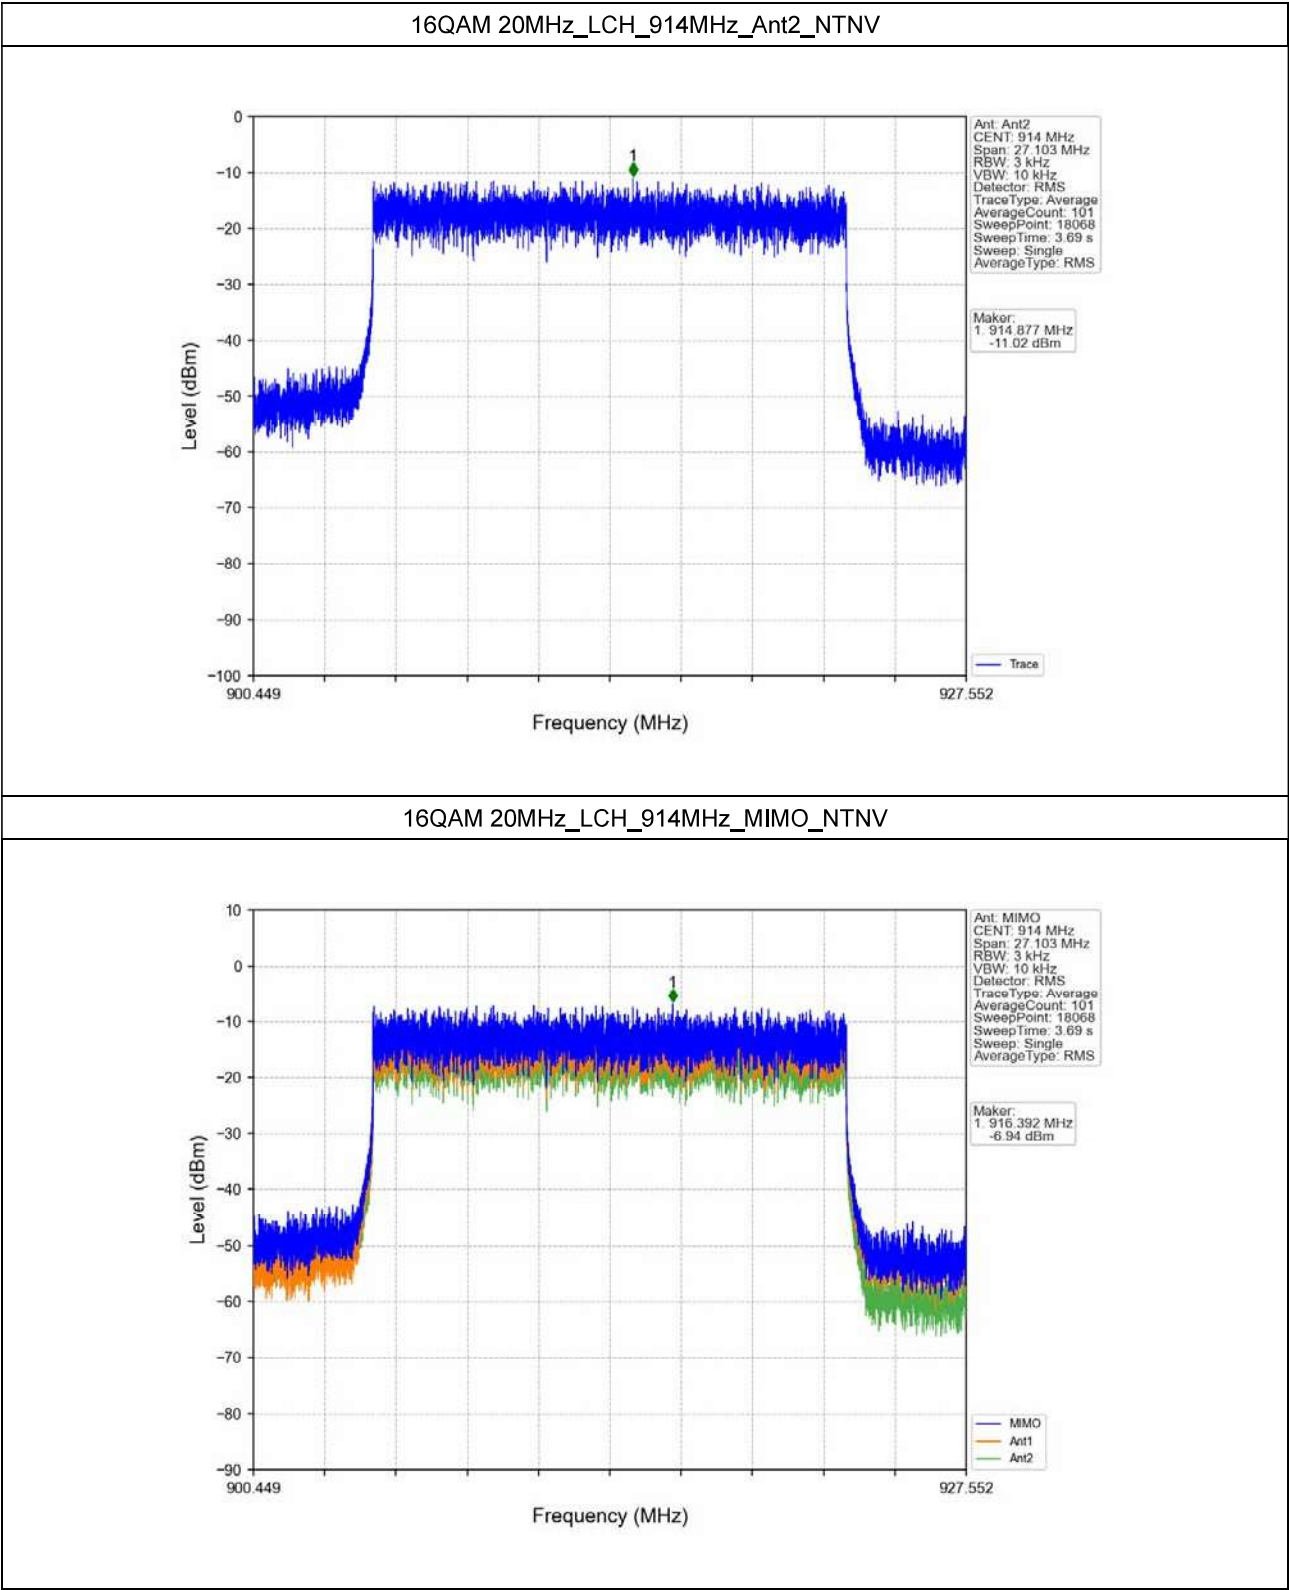 16QAM 20MHz_LCH_914MHz_Ant2_NTNV
0
−10
−20
−30
−40
−50
−60
−70
−80
−90
−100
Level (dBm)
1
900.449
927.552
Frequency (MHz)
Ant: Ant2
CENT: 914 MHz
Span: 27.103 MHz
RBW: 3 kHz
VBW: 10 kHz
Detector: RMS
TraceType: Average
AverageCount: 101
SweepPoint: 18068
SweepTime: 3.69 s
Sweep: Single
AverageType: RMS
Maker:
1. 914.877 MHz
-11.02 dBm
Trace
16QAM 20MHz_LCH_914MHz_MIMO_NTNV
10
0
−10
−20
−30
−40
−50
−60
−70
−80
−90
Level (dBm)
1
900.449
927.552
Frequency (MHz)
Ant: MIMO
CENT: 914 MHz
Span: 27.103 MHz
RBW: 3 kHz
VBW: 10 kHz
Detector: RMS
TraceType: Average
AverageCount: 101
SweepPoint: 18068
SweepTime: 3.69 s
Sweep: Single
AverageType: RMS
Maker:
1. 916.392 MHz
-6.94 dBm
MIMO
Ant1
Ant2